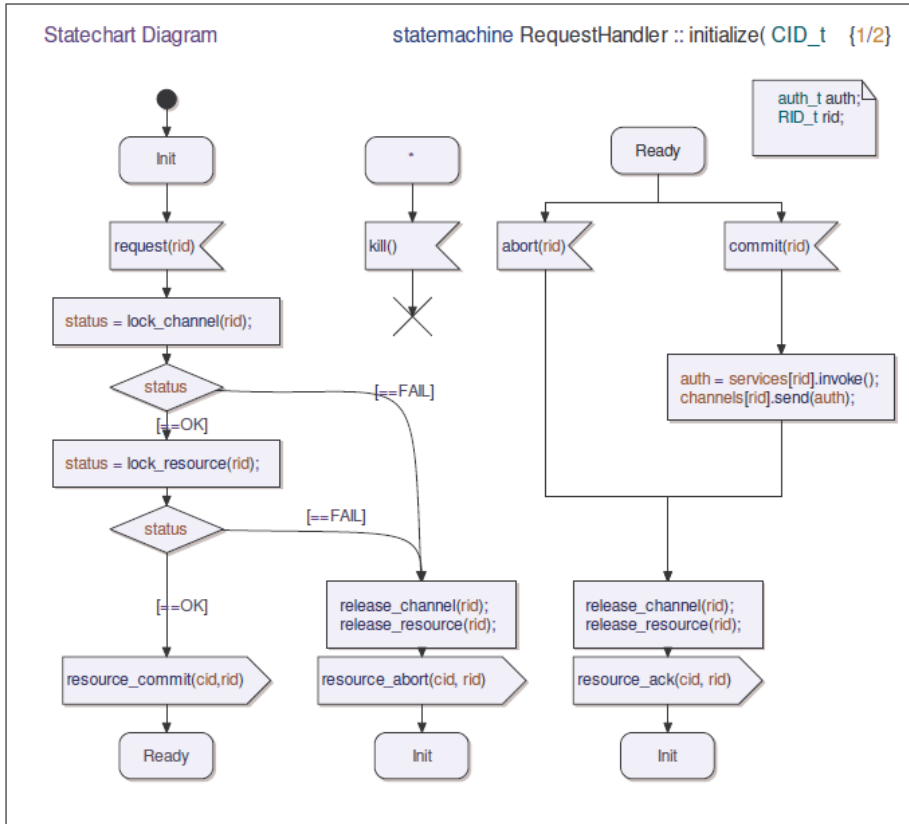 Statechart Diagram
statemachine RequestHandler :: initialize( CID_t {1/2}
auth_t auth;
RID_t rid;
Init
request(rid)
status = lock_channel(rid);
status
[==FAIL]
[==OK]
status = lock_resource(rid);
status
[==FAIL]
[==OK]
resource_commit(cid,rid)
Ready
*
kill()
release_channel(rid);
release_resource(rid);
resource_abort(cid, rid)
Init
Ready
abort(rid)
commit(rid)
auth = services[rid].invoke();
channels[rid].send(auth);
release_channel(rid);
release_resource(rid);
resource_ack(cid, rid)
Init